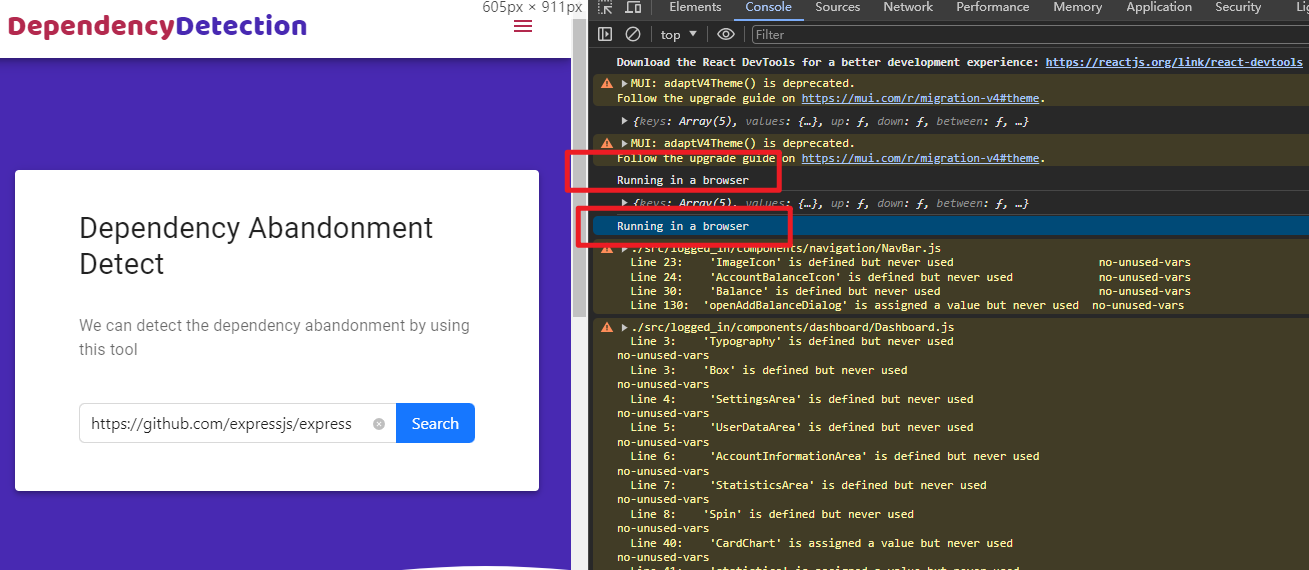 DependencyDetection
605px × 911px
Dependency Abandonment
Detect
We can detect the dependency abandonment by using
this tool
https://github.com/expressjs/express
Search
Elements Console Sources Network Performance Memory Application Security
top
Filter
Download the React DevTools for a better development experience: https://reactjs.org/link/react-devtools
MUI: adaptV4Theme() is deprecated.
Follow the upgrade guide on https://mui.com/r/migration-v4#theme.
{keys: Array(5), values: {…}, up: ƒ, down: ƒ, between: ƒ, …}
MUI: adaptV4Theme() is deprecated.
Follow the upgrade guide on https://mui.com/r/migration-v4#theme.
Running in a browser
{keys: Array(5), values: {…}, up: ƒ, down: ƒ, between: ƒ, …}
Running in a browser
./src/logged_in/components/navigation/NavBar.js
Line 23: 'ImageIcon' is defined but never used no-unused-vars
Line 24: 'AccountBalanceIcon' is defined but never used no-unused-vars
Line 30: 'Balance' is defined but never used no-unused-vars
Line 130: 'openAddBalanceDialog' is assigned a value but never used no-unused-vars
./src/logged_in/components/dashboard/Dashboard.js
Line 3: 'Typography' is defined but never used
no-unused-vars
Line 3: 'Box' is defined but never used
no-unused-vars
Line 4: 'SettingsArea' is defined but never used
no-unused-vars
Line 5: 'UserDataArea' is defined but never used
no-unused-vars
Line 6: 'AccountInformationArea' is defined but never used
no-unused-vars
Line 7: 'StatisticsArea' is defined but never used
no-unused-vars
Line 8: 'Spin' is defined but never used
no-unused-vars
Line 40: 'CardChart' is assigned a value but never used
no-unused-vars
Line 41: 'statistics' is assigned a value but never used